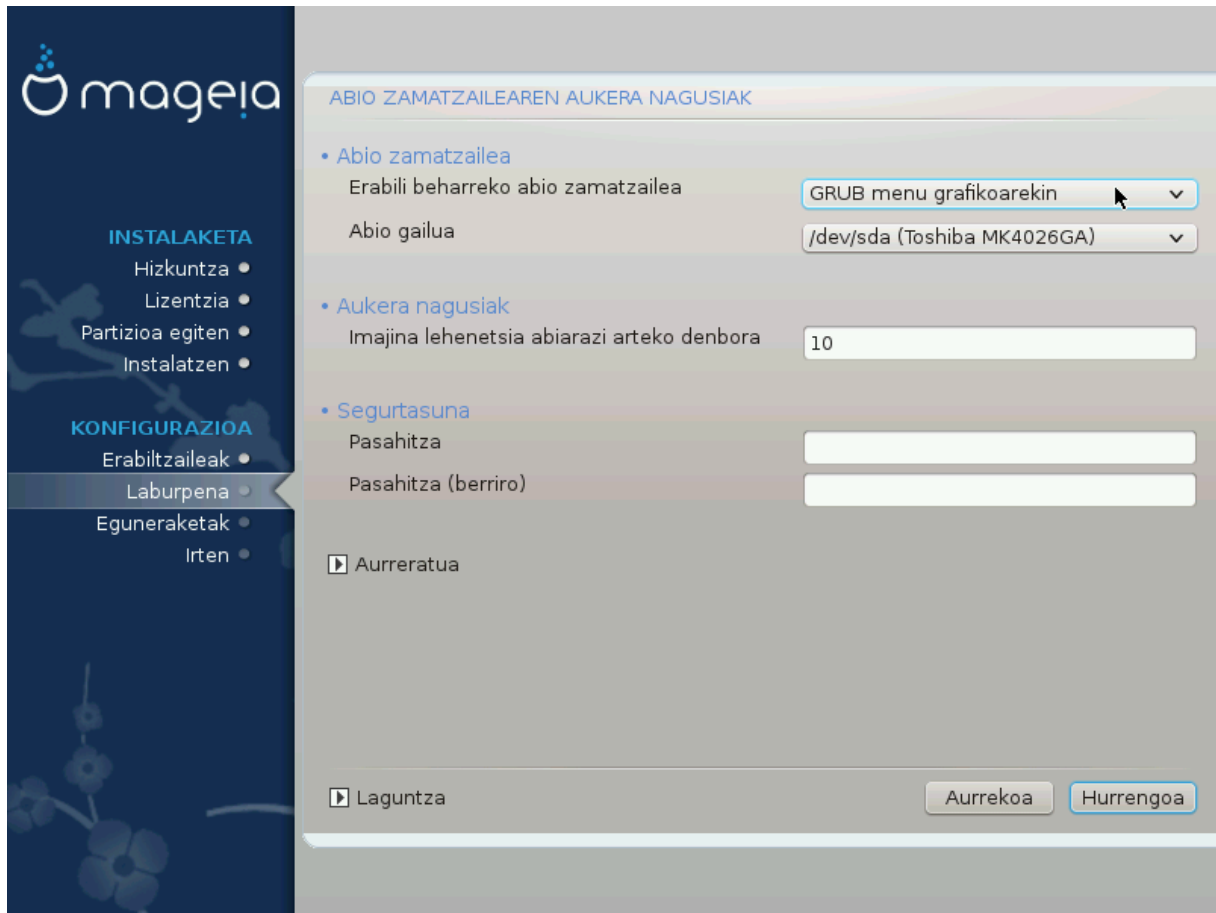 mageia
INSTALAKETA
Hizkuntza
Lizentzia
Partizioa egiten
Instalatzen
KONFIGURAZIOA
Erabiltzaileak
Laburpena
Eguneraketak
Irten
ABIO ZAMATZAILEAREN AUKERA NAGUSIAK
• Abio zamatzailea
Erabili beharreko abio zamatzailea
GRUB menu grafikoarekin
Abio gailua
/dev/sda (Toshiba MK4026GA)
• Aukera nagusiak
Imajina lehenetsia abiarazi arteko denbora
10
• Segurtasuna
Pasahitza
Pasahitza (berriro)
Aurreratua
Laguntza
Aurrekoa
Hurrengoa